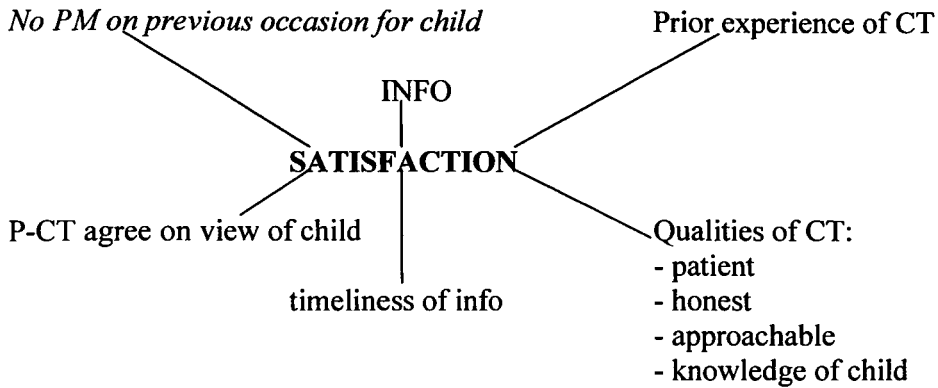 No PM on previous occasion for child
Prior experience of CT
INFO
SATISFACTION
P-CT agree on view of child
Qualities of CT:
- patient
timeliness of info
- honest
- approachable
- knowledge of child